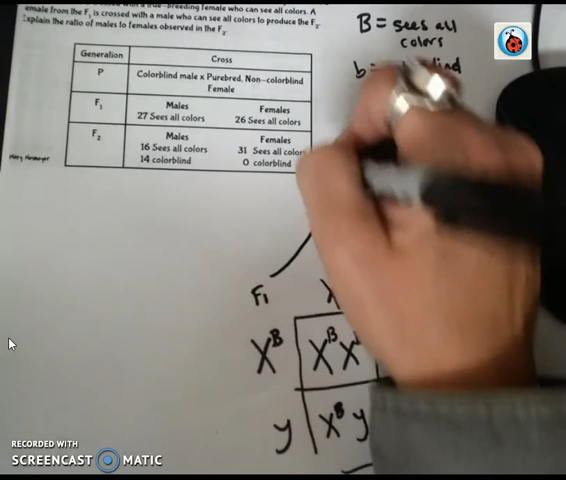 emale from the F1 is crossed with a male who can see all colors to produce the F2.
Explain the ratio of males to females observed in the F2.
B = sees all
colors
b =
Generation Cross
P Colorblind male x Purebred, Non-colorblind
Female
F1 Males Females
27 Sees all colors 26 Sees all colors
F2 Males Females
16 Sees all colors 31 Sees all color
14 colorblind 0 colorblind
F1
X^B X^B X
y X^B y
RECORDED WITH
SCREENCAST MATIC